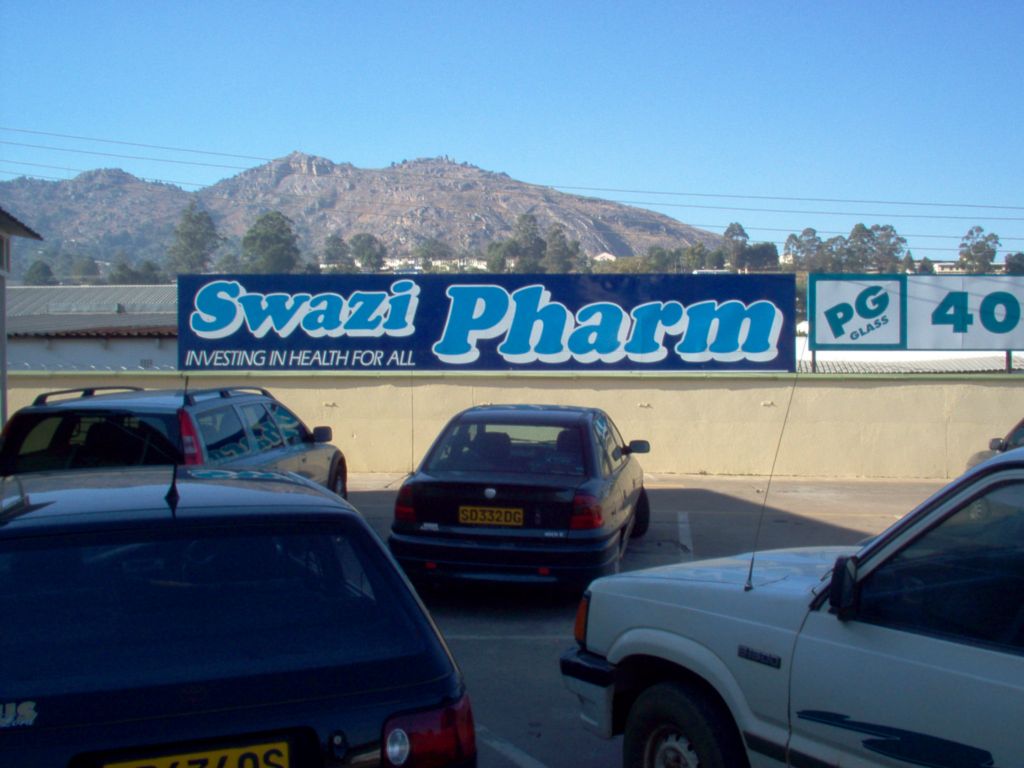 Swazi Pharm
INVESTING IN HEALTH FOR ALL
PG
GLASS
40
SD332DG